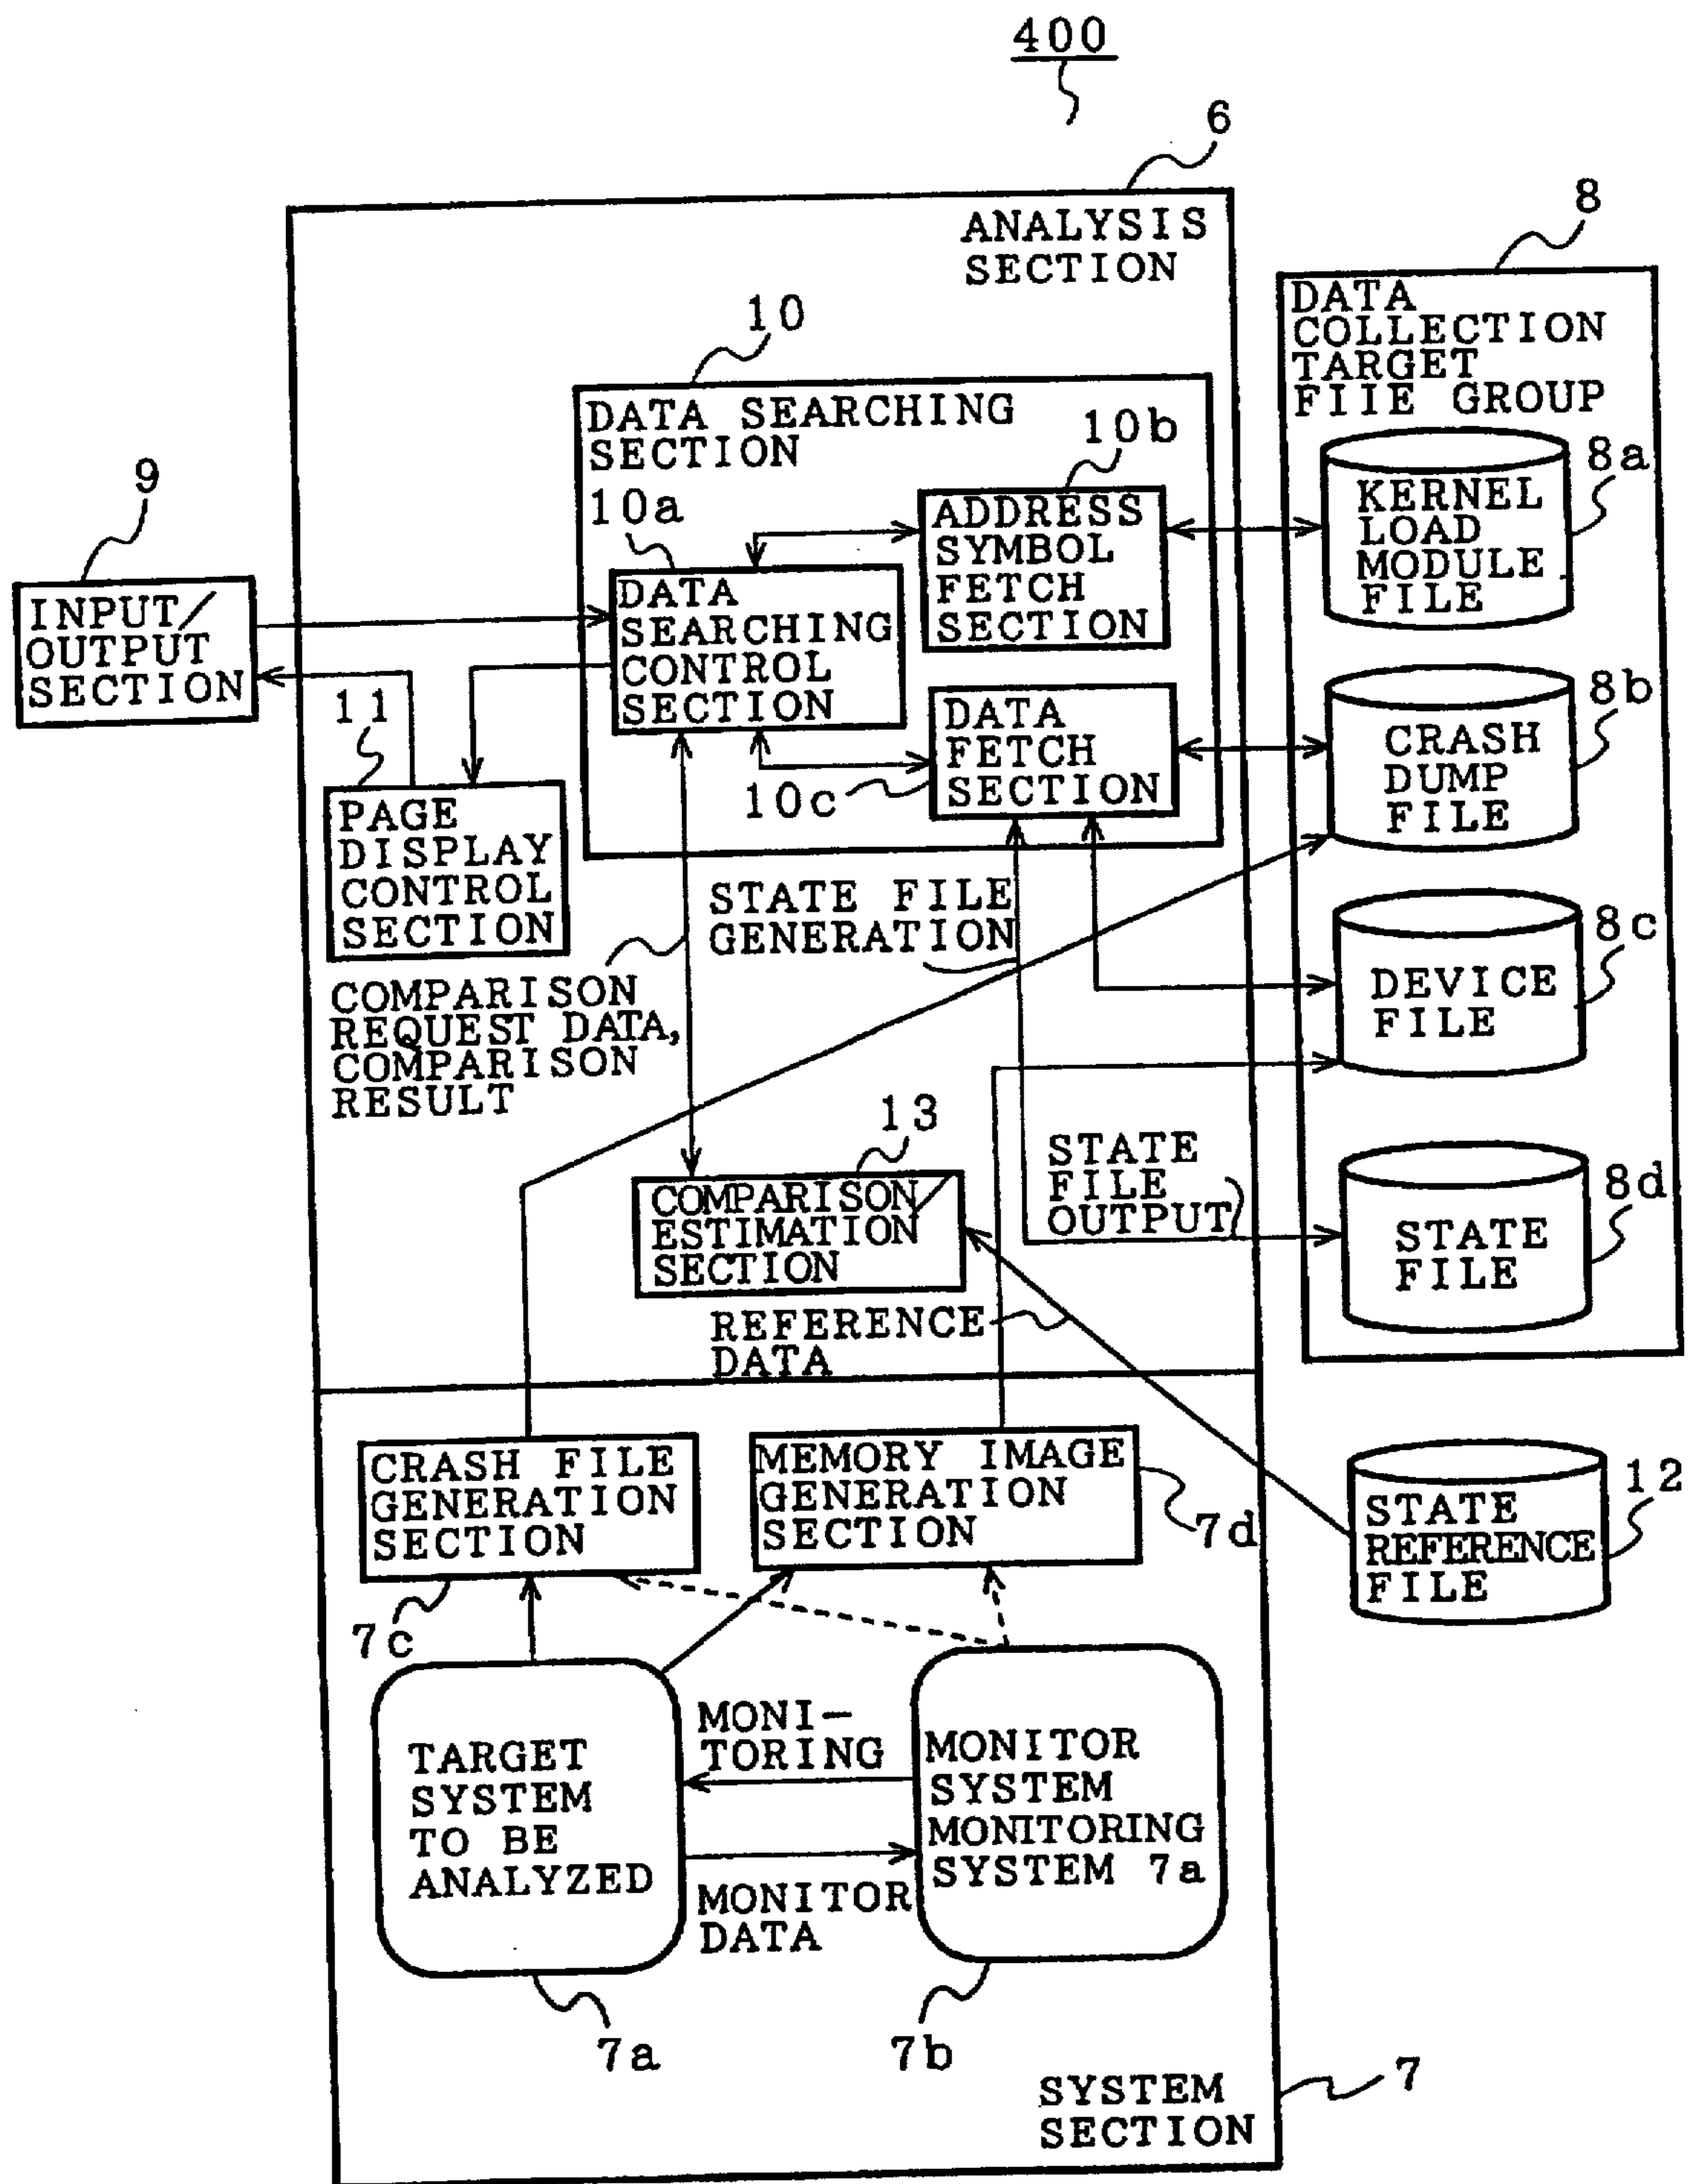 400
6
ANALYSIS
SECTION
8
DATA
COLLECTION
TARGET
FIIE GROUP
10
DATA SEARCHING
SECTION
10b
10a
ADDRESS
SYMBOL
FETCH
SECTION
8a
KERNEL
LOAD
MODULE
FILE
9
INPUT/
OUTPUT
SECTION
DATA
SEARCHING
CONTROL
SECTION
11
PAGE
DISPLAY
CONTROL
SECTION
DATA
FETCH
SECTION
10c
8b
CRASH
DUMP
FILE
STATE FILE
GENERATION
8c
DEVICE
FILE
COMPARISON
REQUEST DATA,
COMPARISON
RESULT
13
COMPARISON
ESTIMATION
SECTION
STATE
FILE
OUTPUT
8d
STATE
FILE
REFERENCE
DATA
CRASH FILE
GENERATION
SECTION
7c
MEMORY IMAGE
GENERATION
SECTION
7d
12
STATE
REFERENCE
FILE
TARGET
SYSTEM
TO BE
ANALYZED
MONI-
TORING
MONITOR
DATA
MONITOR
SYSTEM
MONITORING
SYSTEM 7a
7a
7b
7
SYSTEM
SECTION